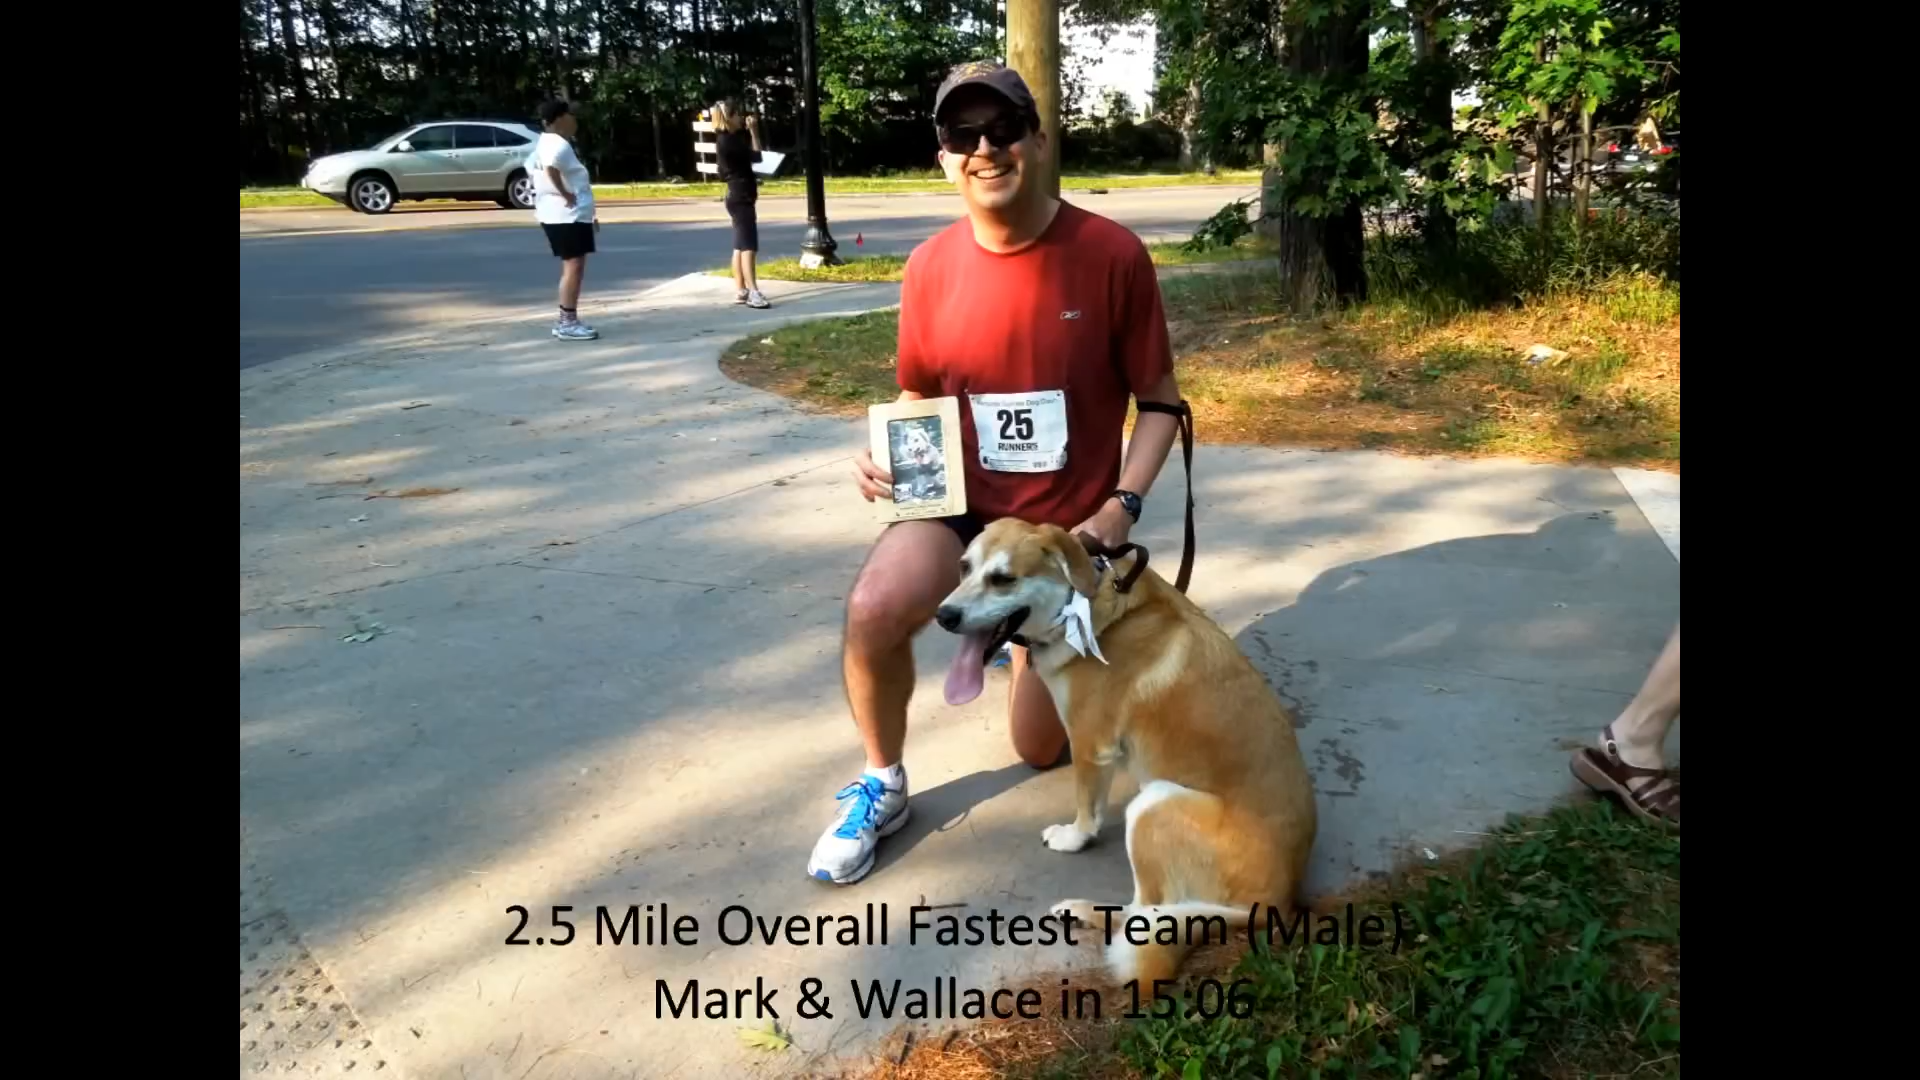 25
RUNNERS
2.5 Mile Overall Fastest Team (Male)
Mark & Wallace in 15:06